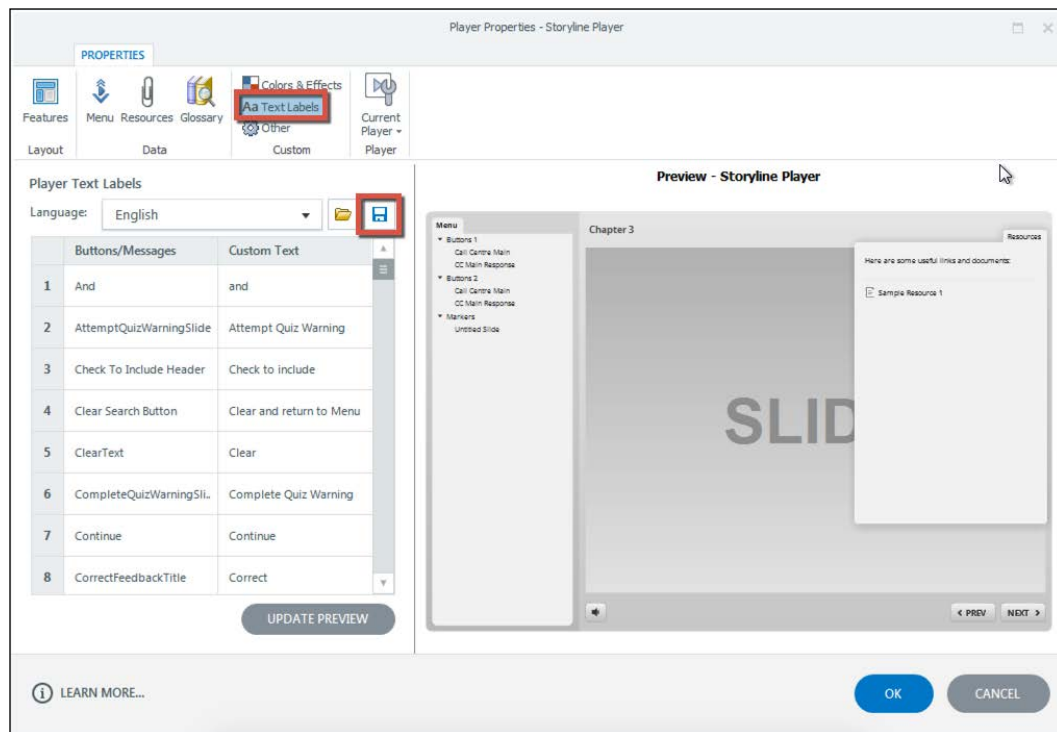 Player Properties - Storyline Player
PROPERTIES
Features
Menu
Resources
Glossary
Colors & Effects
Aa Text Labels
Other
Current
Player
Layout
Data
Custom
Player
Player Text Labels
Language:
English
Buttons/Messages Custom Text
1 And and
2 AttemptQuizWarningSlide Attempt Quiz Warning
3 Check To Include Header Check to include
4 Clear Search Button Clear and return to Menu
5 ClearText Clear
6 CompleteQuizWarningSli.. Complete Quiz Warning
7 Continue Continue
8 CorrectFeedbackTitle Correct
UPDATE PREVIEW
Preview - Storyline Player
Menu
Buttons 1
Call Centre Main
CC Main Response
Buttons 2
Call Centre Main
CC Main Response
Markers
Untitled Slide
Chapter 3
Resources
Here are some useful links and documents:
Sample Resource 1
SLID
< PREV
NEXT >
i LEARN MORE...
OK
CANCEL